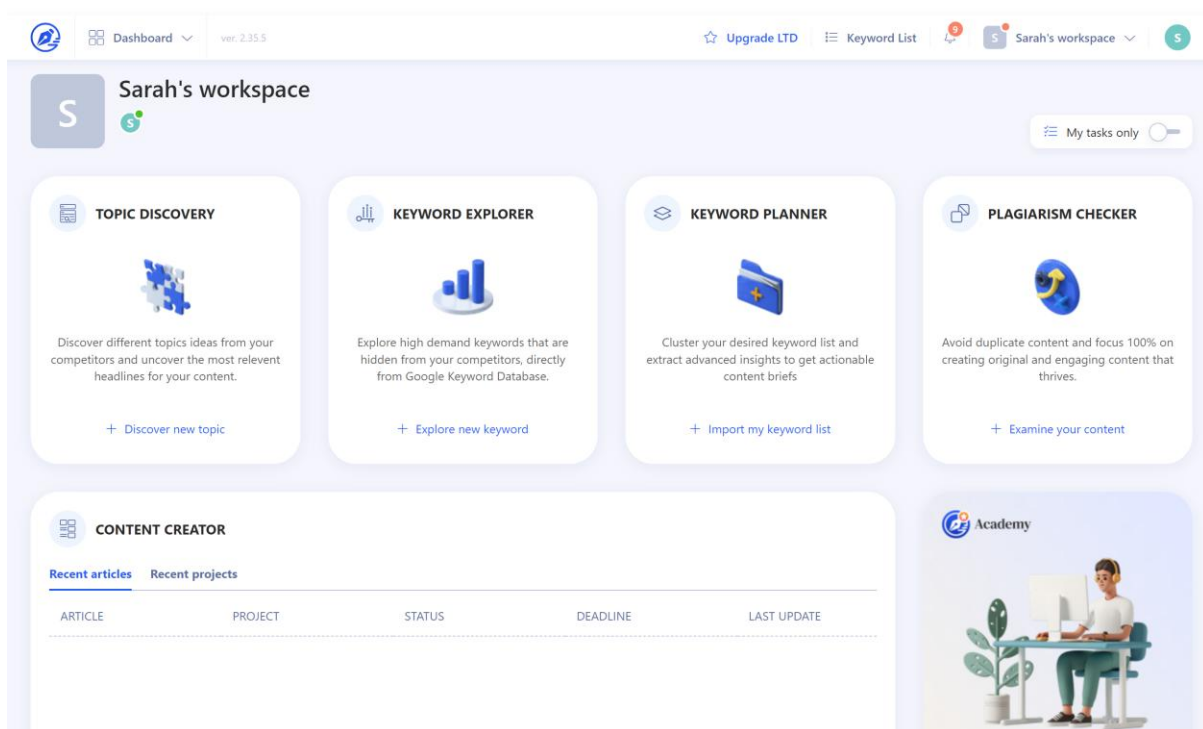 Dashboard
ver. 2.35.5
Upgrade LTD
Keyword List
9
S
Sarah's workspace
S
S
Sarah's workspace
S
My tasks only
TOPIC DISCOVERY
Discover different topics ideas from your
competitors and uncover the most relevent
headlines for your content.
+ Discover new topic
KEYWORD EXPLORER
Explore high demand keywords that are
hidden from your competitors, directly
from Google Keyword Database.
+ Explore new keyword
KEYWORD PLANNER
Cluster your desired keyword list and
extract advanced insights to get actionable
content briefs
+ Import my keyword list
PLAGIARISM CHECKER
Avoid duplicate content and focus 100% on
creating original and engaging content that
thrives.
+ Examine your content
CONTENT CREATOR
Recent articles Recent projects
ARTICLE PROJECT STATUS DEADLINE LAST UPDATE
Academy